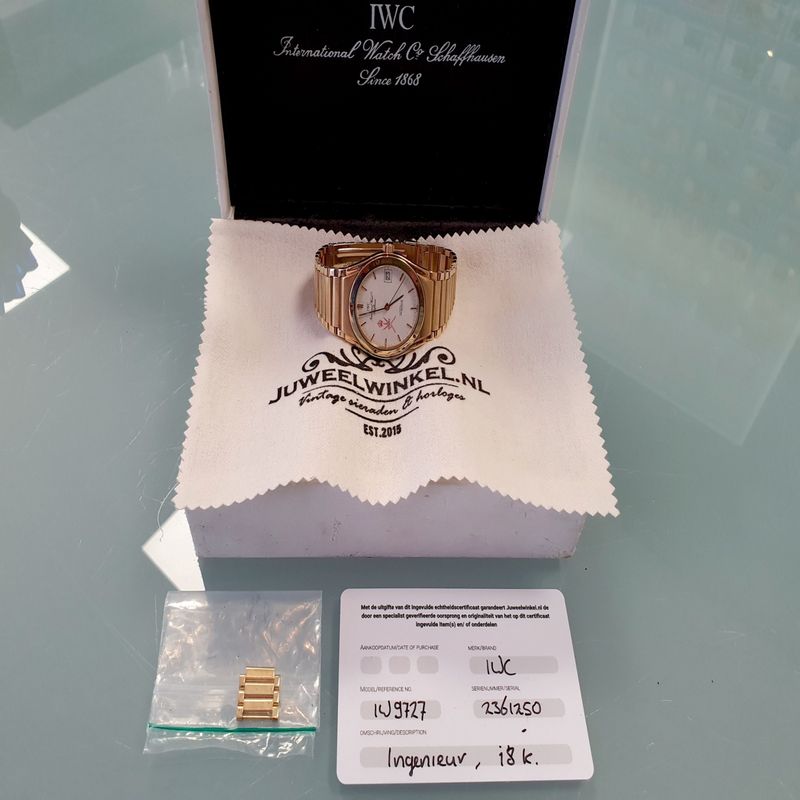 IWC
International Watch Co Schaffhausen
Since 1868
JUWEELWINKEL.NL
Vintage sieraden & horloges
EST.2015
Met de uitgifte van dit ingevulde echtheidscertificaat garandeert Juweelwinkel.nl de
door een specialist geverifieerde oorsprong en originaliteit van het op dit certificaat
ingevulde item(s) en/ of onderdelen
AANKOOPDATUM/DATE OF PURCHASE
MERK/BRAND
IWC
MODEL/REFERENCE NO.
SERIENUMMER/SERIAL
IW9727
2361250
OMSCHRIJVING/DESCRIPTION
Ingenieur, 18k.